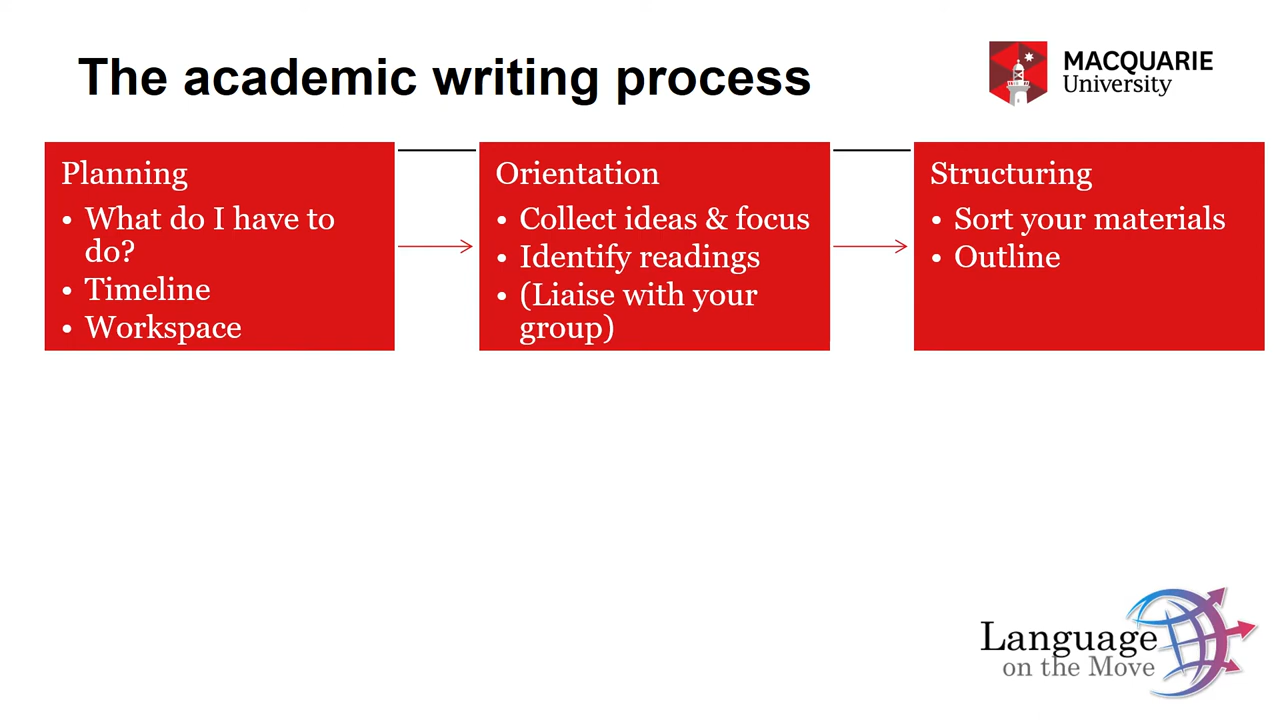 The academic writing process
MACQUARIE
University
Planning
• What do I have to
do?
• Timeline
• Workspace
Orientation
• Collect ideas & focus
• Identify readings
• (Liaise with your
group)
Structuring
• Sort your materials
• Outline
Language
on the Move